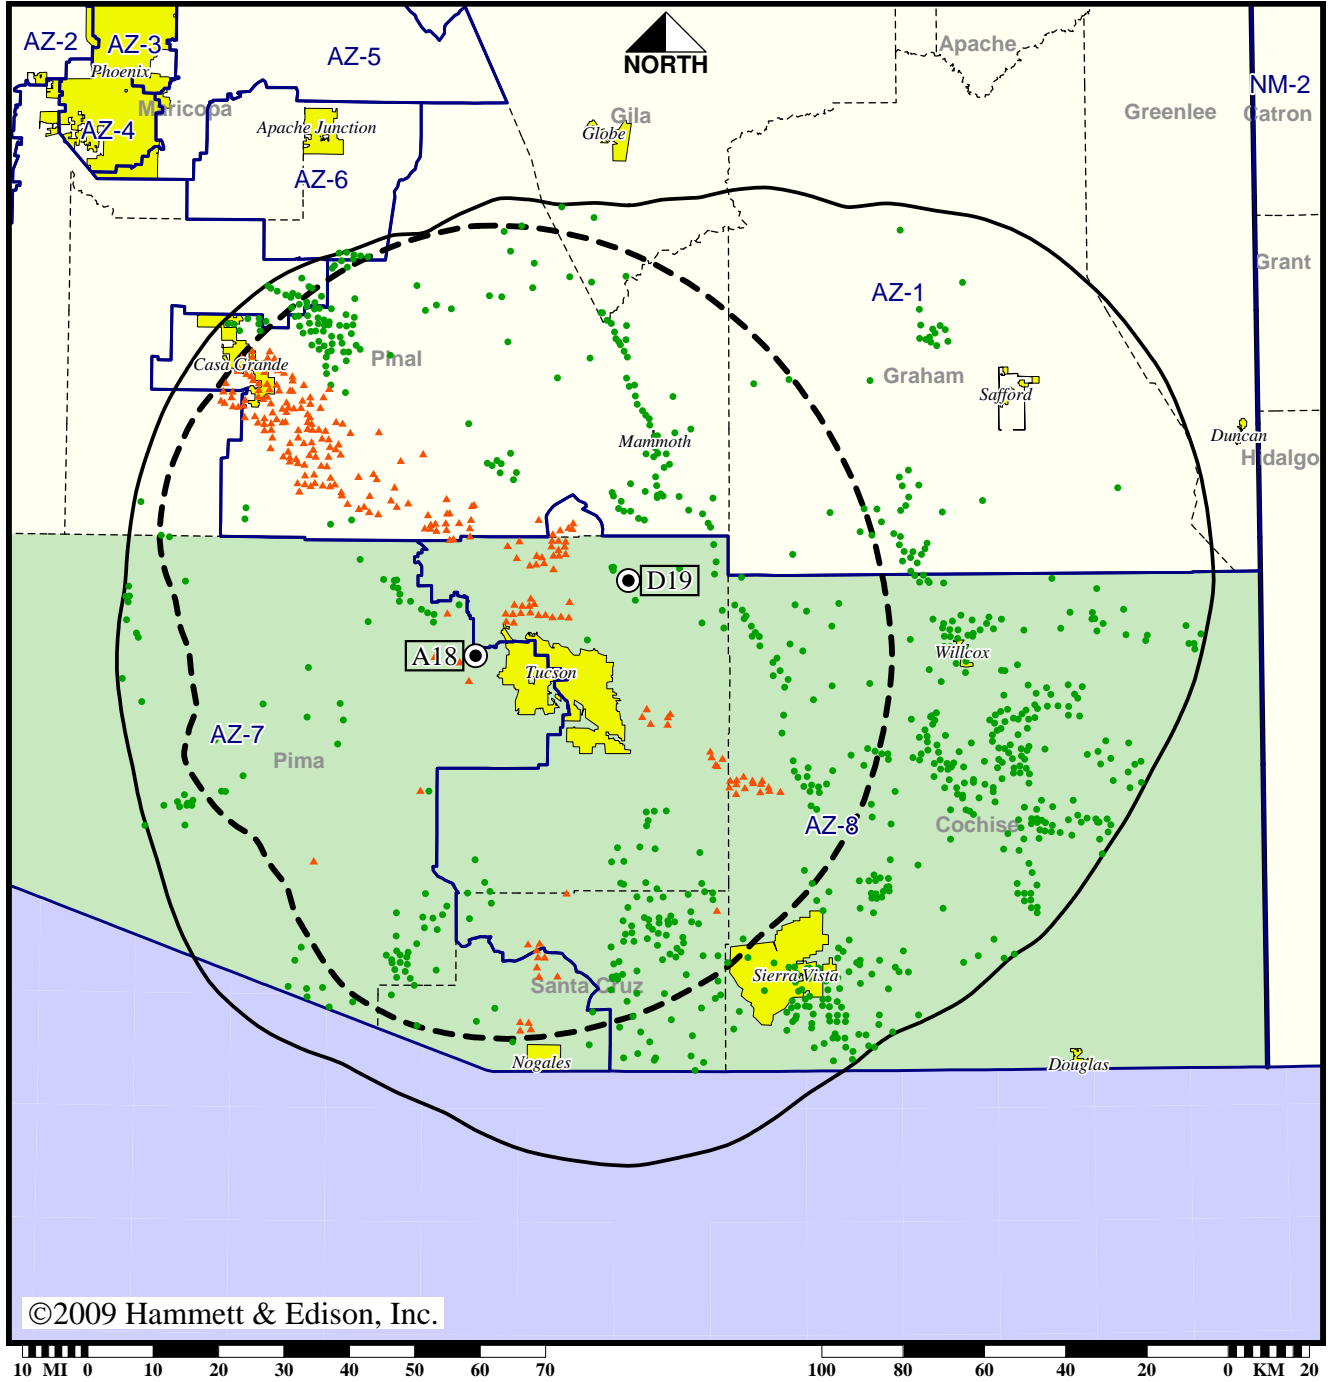 AZ-2
AZ-3
AZ-5
Apache
NORTH
Phoenix
NM-2
Maricopa
Gila
Greenlee
Catron
AZ-4
Apache Junction
Globe
AZ-6
Grant
AZ-1
Casa Grande
Pinal
Graham
Safford
Mammoth
Duncan
Hidalgo
D19
A18
Tucson
Willcox
AZ-7
Pima
AZ-8
Cochise
Sierra Vista
Santa Cruz
Nogales
Douglas
©2009 Hammett & Edison, Inc.
10 MI 0 10 20 30 40 50 60 70 100 80 60 40 20 0 KM 20